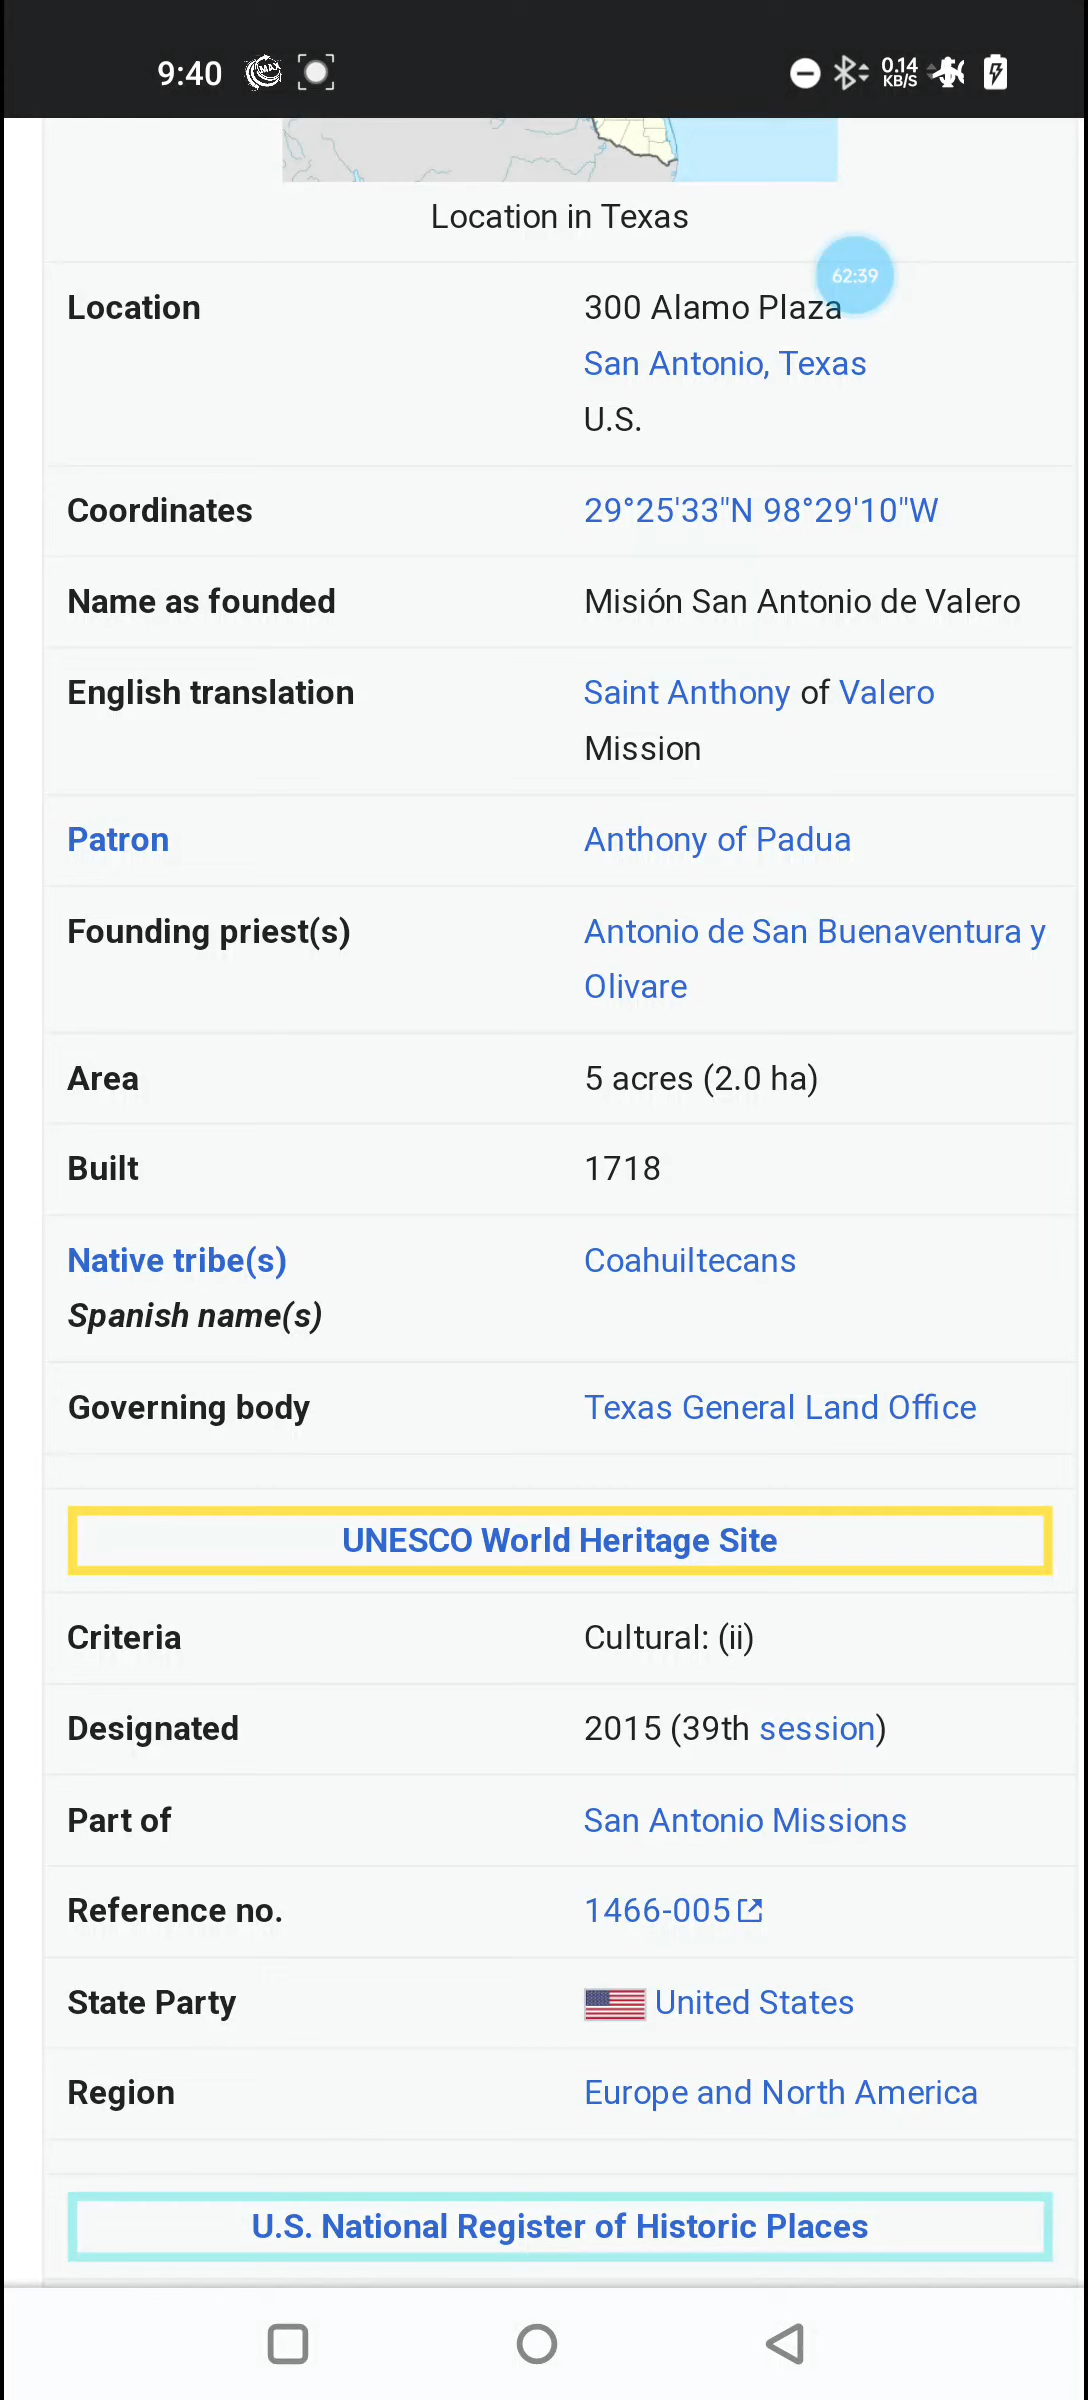 9:40
MAX
0.14
KB/S
Location in Texas
62:39
Location
300 Alamo Plaza
San Antonio, Texas
U.S.
Coordinates
29°25'33"N 98°29'10"W
Name as founded
Misión San Antonio de Valero
English translation
Saint Anthony of Valero
Mission
Patron
Anthony of Padua
Founding priest(s)
Antonio de San Buenaventura y
Olivare
Area
5 acres (2.0 ha)
Built
1718
Native tribe(s)
Spanish name(s)
Coahuiltecans
Governing body
Texas General Land Office
UNESCO World Heritage Site
Criteria
Cultural: (ii)
Designated
2015 (39th session)
Part of
San Antonio Missions
Reference no.
1466-005
State Party
United States
Region
Europe and North America
U.S. National Register of Historic Places